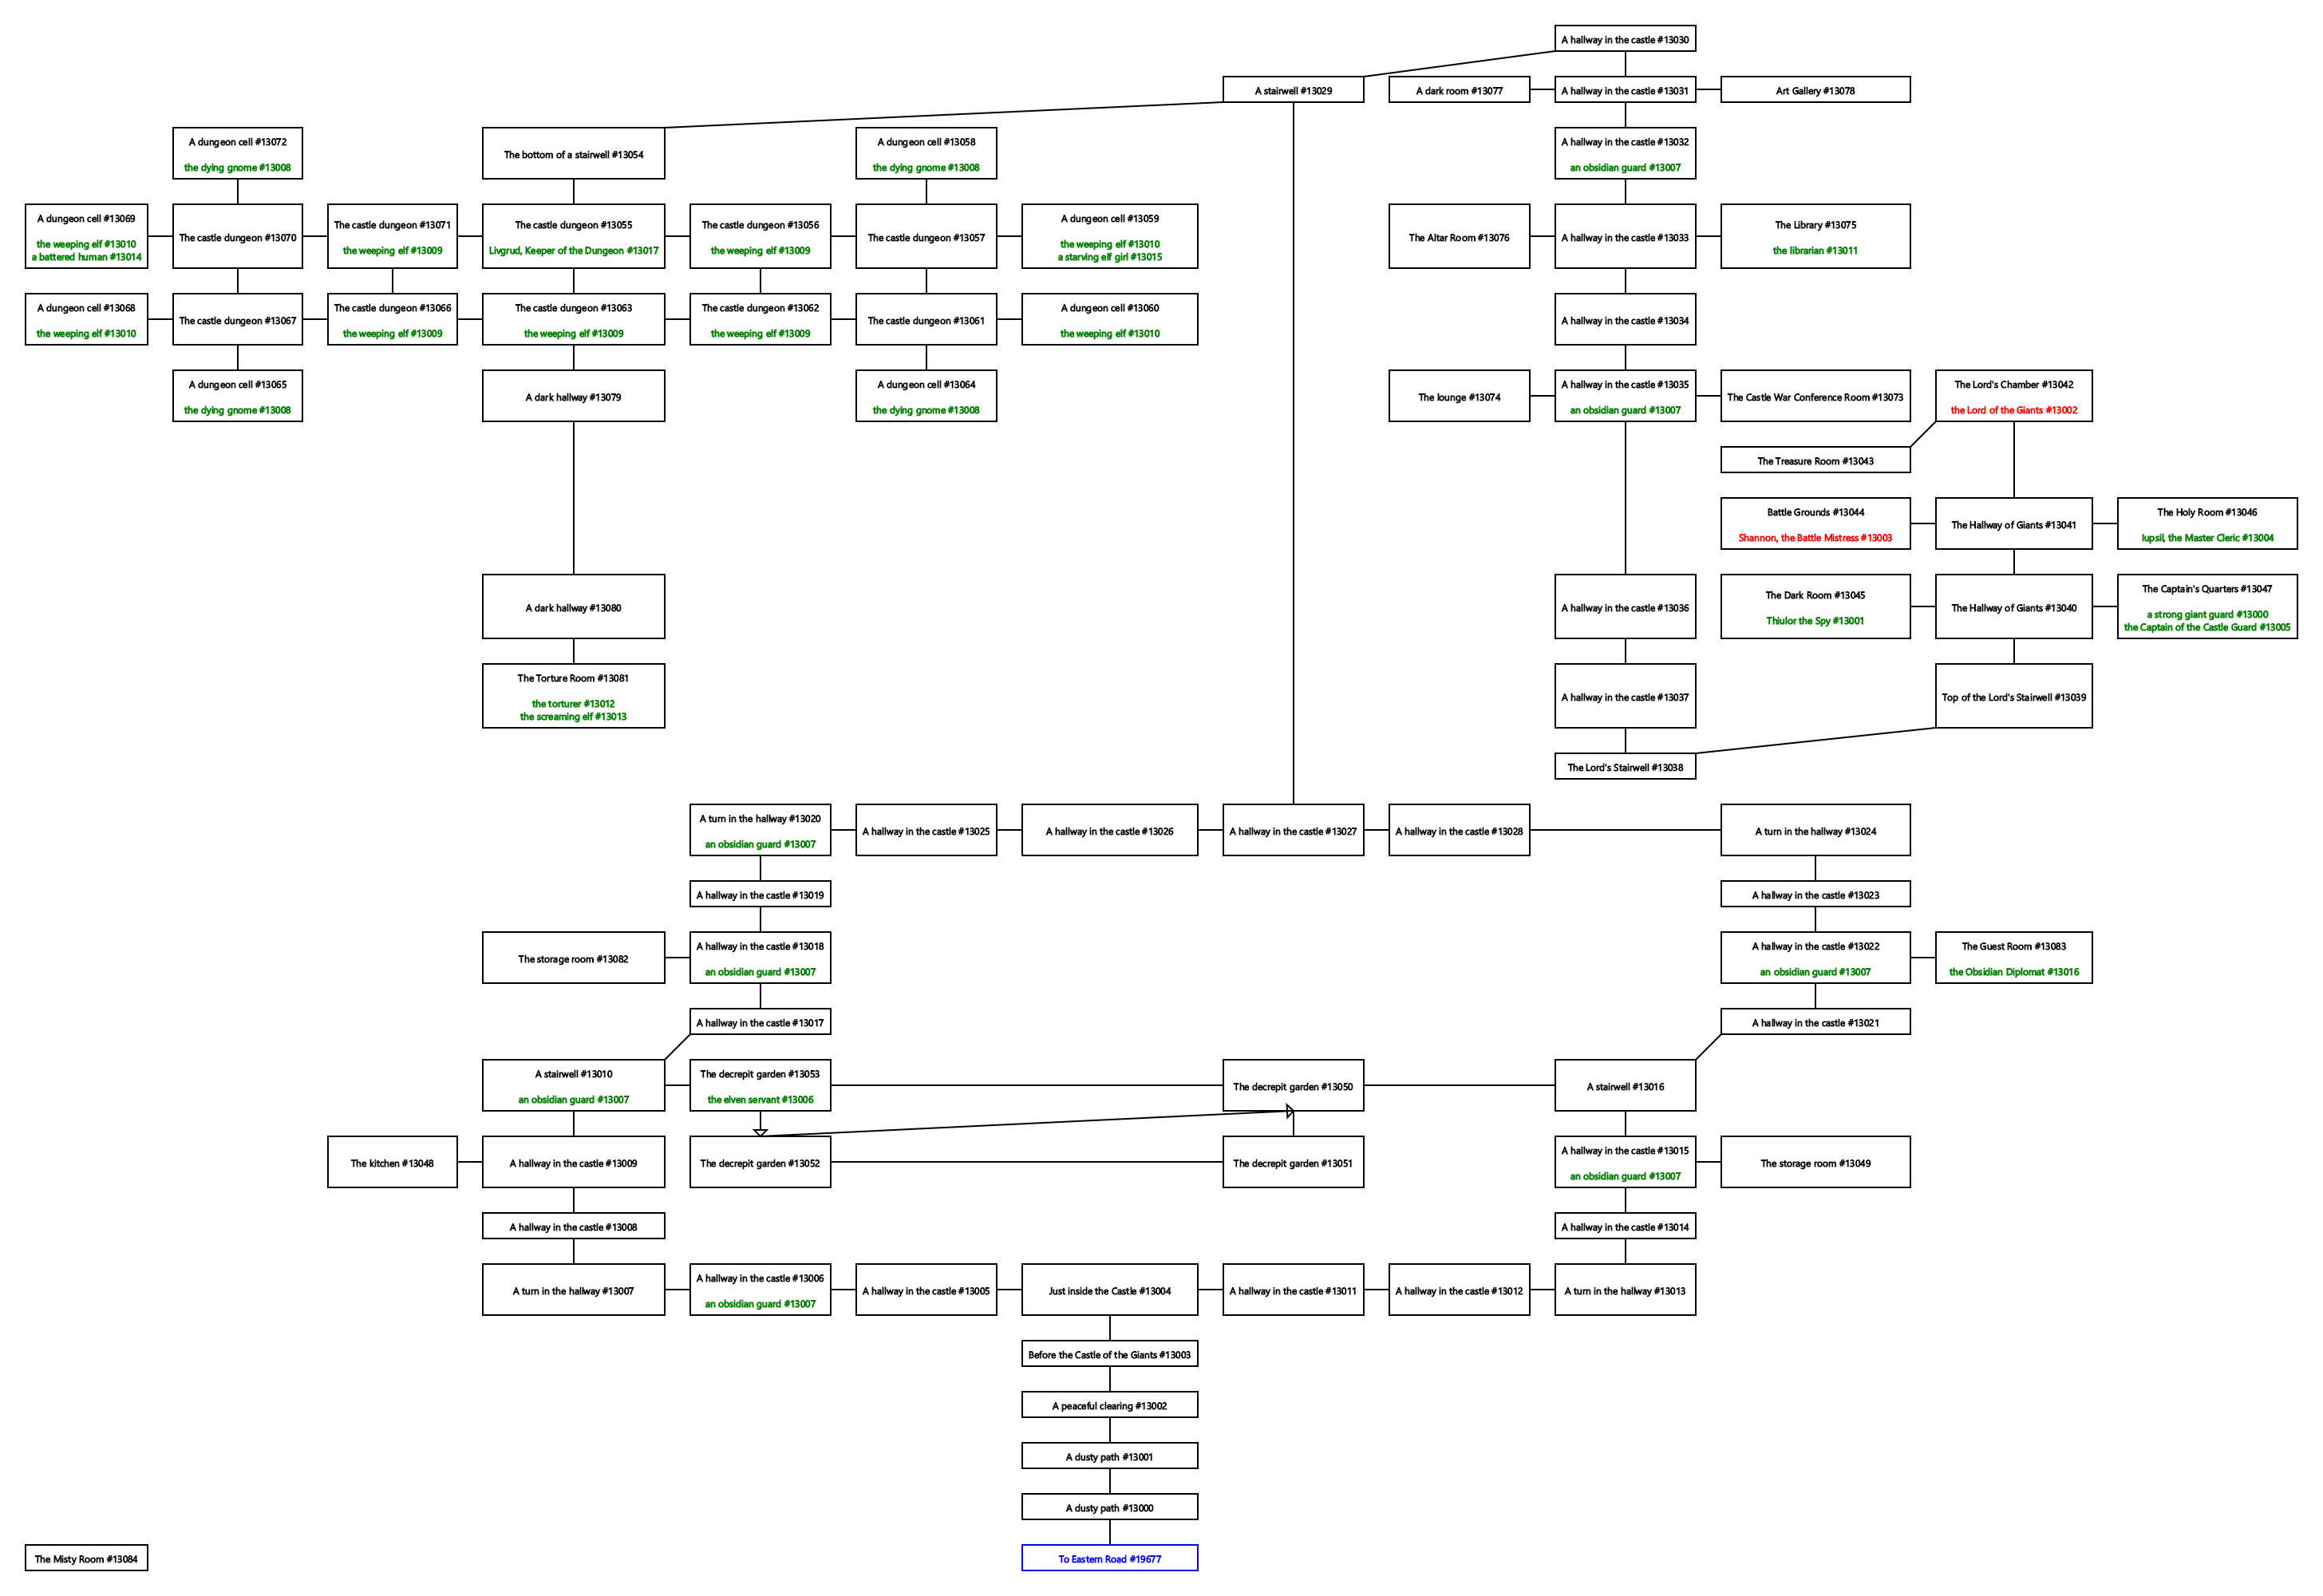 A hallway in the castle #13030
A stairwell #13029
A dark room #13077
A hallway in the castle #13031
Art Gallery #13078
A dungeon cell #13072
the dying gnome #13008
The bottom of a stairwell #13054
A dungeon cell #13058
the dying gnome #13008
A hallway in the castle #13032
an obsidian guard #13007
A dungeon cell #13069
the weeping elf #13010
a battered human #13014
The castle dungeon #13070
The castle dungeon #13071
the weeping elf #13009
The castle dungeon #13055
Livgrud, Keeper of the Dungeon #13017
The castle dungeon #13056
the weeping elf #13009
The castle dungeon #13057
A dungeon cell #13059
the weeping elf #13010
a starving elf girl #13015
The Altar Room #13076
A hallway in the castle #13033
The Library #13075
the librarian #13011
A dungeon cell #13068
the weeping elf #13010
The castle dungeon #13067
The castle dungeon #13066
the weeping elf #13009
The castle dungeon #13063
the weeping elf #13009
The castle dungeon #13062
the weeping elf #13009
The castle dungeon #13061
A dungeon cell #13060
the weeping elf #13010
A hallway in the castle #13034
A dungeon cell #13065
the dying gnome #13008
A dark hallway #13079
A dungeon cell #13064
the dying gnome #13008
The lounge #13074
A hallway in the castle #13035
an obsidian guard #13007
The Castle War Conference Room #13073
The Lord's Chamber #13042
the Lord of the Giants #13002
The Treasure Room #13043
Battle Grounds #13044
Shannon, the Battle Mistress #13003
The Hallway of Giants #13041
The Holy Room #13046
Iupsil, the Master Cleric #13004
A dark hallway #13080
A hallway in the castle #13036
The Dark Room #13045
Thiulor the Spy #13001
The Hallway of Giants #13040
The Captain's Quarters #13047
a strong giant guard #13000
the Captain of the Castle Guard #13005
The Torture Room #13081
the torturer #13012
the screaming elf #13013
A hallway in the castle #13037
Top of the Lord's Stairwell #13039
The Lord's Stairwell #13038
A turn in the hallway #13020
an obsidian guard #13007
A hallway in the castle #13025
A hallway in the castle #13026
A hallway in the castle #13027
A hallway in the castle #13028
A turn in the hallway #13024
A hallway in the castle #13019
A hallway in the castle #13023
The storage room #13082
A hallway in the castle #13018
an obsidian guard #13007
A hallway in the castle #13022
an obsidian guard #13007
The Guest Room #13083
the Obsidian Diplomat #13016
A hallway in the castle #13017
A hallway in the castle #13021
A stairwell #13010
an obsidian guard #13007
The decrepit garden #13053
the elven servant #13006
The decrepit garden #13050
A stairwell #13016
The kitchen #13048
A hallway in the castle #13009
The decrepit garden #13052
The decrepit garden #13051
A hallway in the castle #13015
an obsidian guard #13007
The storage room #13049
A hallway in the castle #13008
A hallway in the castle #13014
A turn in the hallway #13007
A hallway in the castle #13006
an obsidian guard #13007
A hallway in the castle #13005
Just inside the Castle #13004
A hallway in the castle #13011
A hallway in the castle #13012
A turn in the hallway #13013
Before the Castle of the Giants #13003
A peaceful clearing #13002
A dusty path #13001
A dusty path #13000
The Misty Room #13084
To Eastern Road #19677